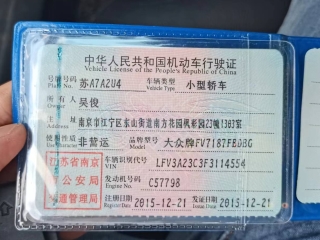 中华人民共和国机动车行驶证
Vehicle License of the People's Republic of China
号牌号码 苏A7A2U4 车辆类型 小型轿车
Plate No. Vehicle Type
所有人 吴俊
Owner
住址 南京市江宁区东山街道南方花园枫彩园23幢1303室
Address
使用性质 非营运 品牌型号 大众牌FV7187FBDBG
Use Character Model
江苏省南京 车辆识别代号 LFV3A23C3F3114554
VIN
公安局 发动机号码 C57798
Engine No.
交通管理局 注册日期 2015-12-21 发证日期 2015-12-21
Register Date Issue Date